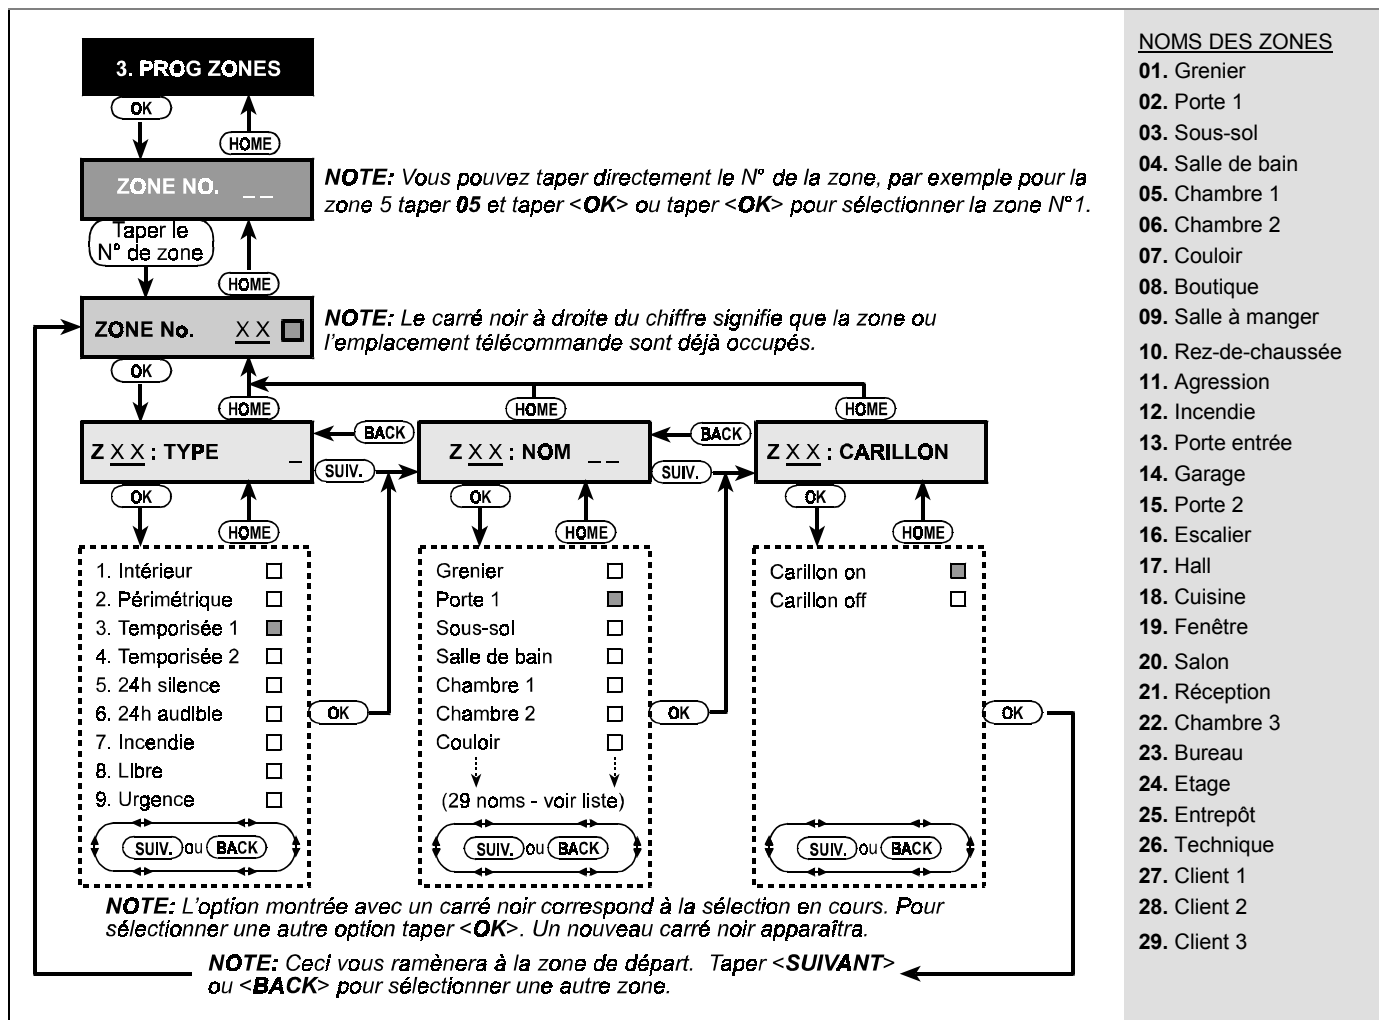 3. PROG ZONES
OK
HOME
ZONE NO. _ _
NOTE: Vous pouvez taper directement le N° de la zone, par exemple pour la
zone 5 taper 05 et taper <OK> ou taper <OK> pour sélectionner la zone N°1.
Taper le
N° de zone
HOME
ZONE No. X X
NOTE: Le carré noir à droite du chiffre signifie que la zone ou
l'emplacement télécommande sont déjà occupés.
OK
HOME
HOME
HOME
Z X X : TYPE _
BACK
SUIV.
Z X X : NOM _ _
BACK
SUIV.
Z X X : CARILLON
OK
HOME
OK
HOME
OK
HOME
1. Intérieur
2. Périmétrique
3. Temporisée 1
4. Temporisée 2
5. 24h silence
6. 24h audible
7. Incendie
8. Libre
9. Urgence
SUIV. ou BACK
OK
Grenier
Porte 1
Sous-sol
Salle de bain
Chambre 1
Chambre 2
Couloir
(29 noms - voir liste)
SUIV. ou BACK
OK
Carillon on
Carillon off
SUIV. ou BACK
OK
NOTE: L'option montrée avec un carré noir correspond à la sélection en cours. Pour
sélectionner une autre option taper <OK>. Un nouveau carré noir apparaîtra.
NOTE: Ceci vous ramènera à la zone de départ. Taper <SUIVANT>
ou <BACK> pour sélectionner une autre zone.
NOMS DES ZONES
01. Grenier
02. Porte 1
03. Sous-sol
04. Salle de bain
05. Chambre 1
06. Chambre 2
07. Couloir
08. Boutique
09. Salle à manger
10. Rez-de-chaussée
11. Agression
12. Incendie
13. Porte entrée
14. Garage
15. Porte 2
16. Escalier
17. Hall
18. Cuisine
19. Fenêtre
20. Salon
21. Réception
22. Chambre 3
23. Bureau
24. Etage
25. Entrepôt
26. Technique
27. Client 1
28. Client 2
29. Client 3